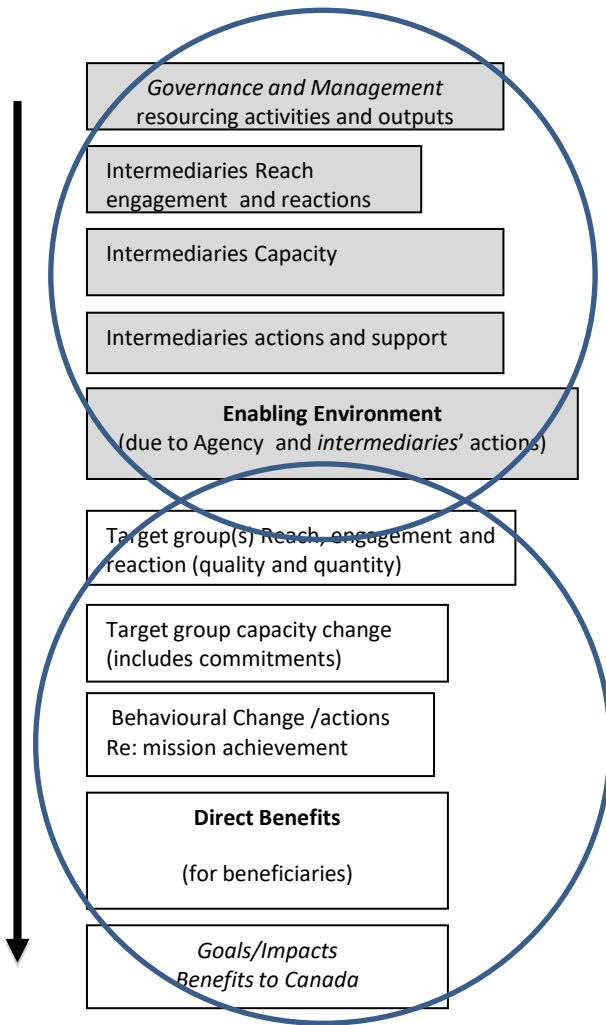 Governance and Management
resourcing activities and outputs
Intermediaries Reach
engagement and reactions
Intermediaries Capacity
Intermediaries actions and support
Enabling Environment
(due to Agency and intermediaries’ actions)
Target group(s) Reach, engagement and
reaction (quality and quantity)
Target group capacity change
(includes commitments)
Behavioural Change /actions
Re: mission achievement
Direct Benefits
(for beneficiaries)
Goals/Impacts
Benefits to Canada